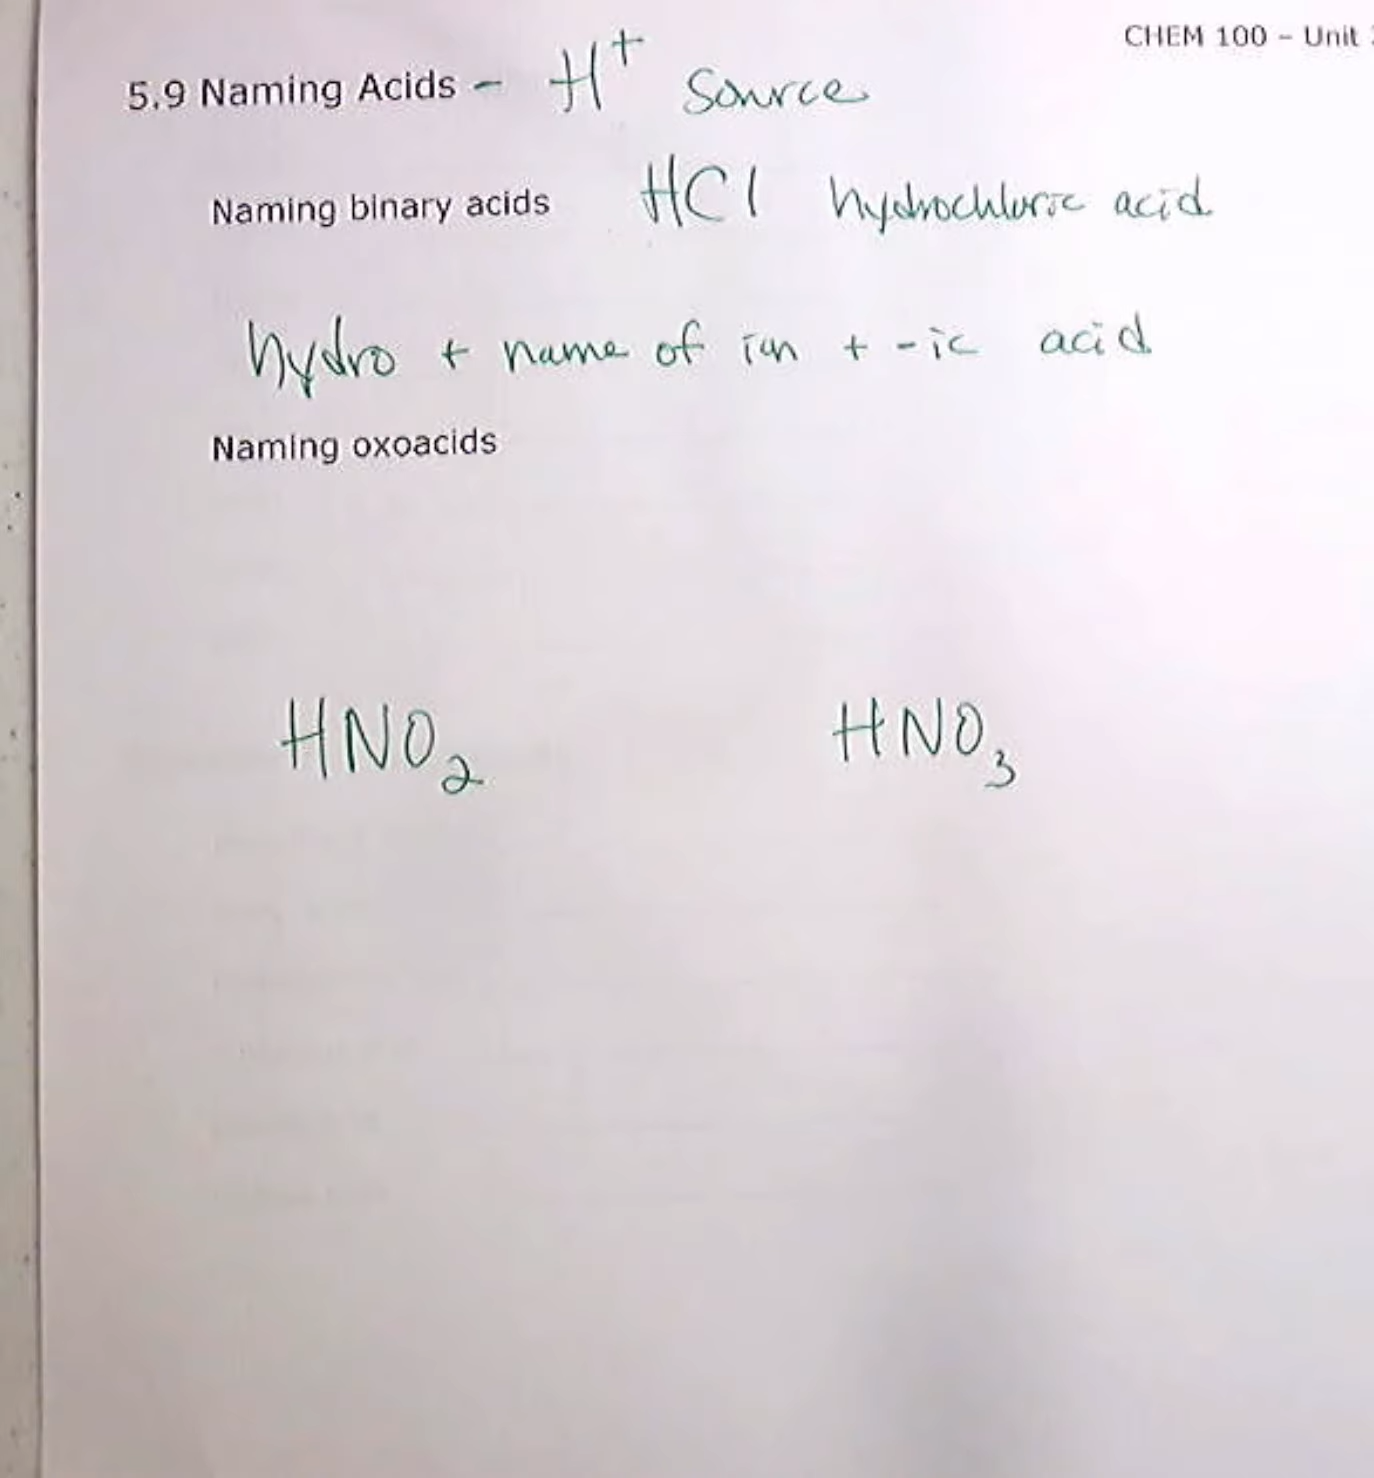 CHEM 100 – Unit
5.9 Naming Acids – H⁺ Source
Naming binary acids HCl hydrochloric acid
hydro + name of ion + -ic acid
Naming oxoacids
HNO₂ HNO₃